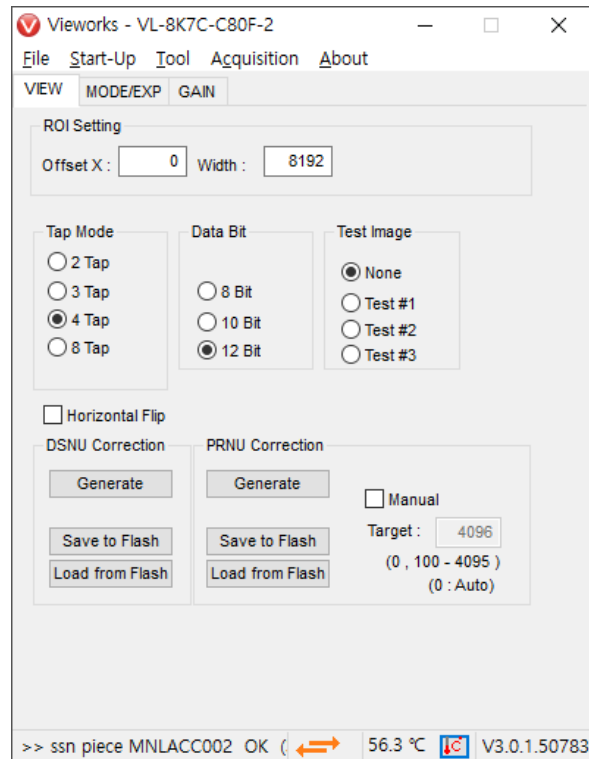 Vieworks - VL-8K7C-C80F-2
File Start-Up Tool Acquisition About
VIEW MODE/EXP GAIN
ROI Setting
Offset X : 0 Width : 8192
Tap Mode Data Bit Test Image
2 Tap None
3 Tap 8 Bit Test #1
4 Tap 10 Bit Test #2
8 Tap 12 Bit Test #3
Horizontal Flip
DSNU Correction PRNU Correction
Generate Generate Manual
Save to Flash Save to Flash Target : 4096
Load from Flash Load from Flash (0 , 100 - 4095 )
(0 : Auto)
>> ssn piece MNLACC002 OK ( 56.3 ℃ V3.0.1.50783